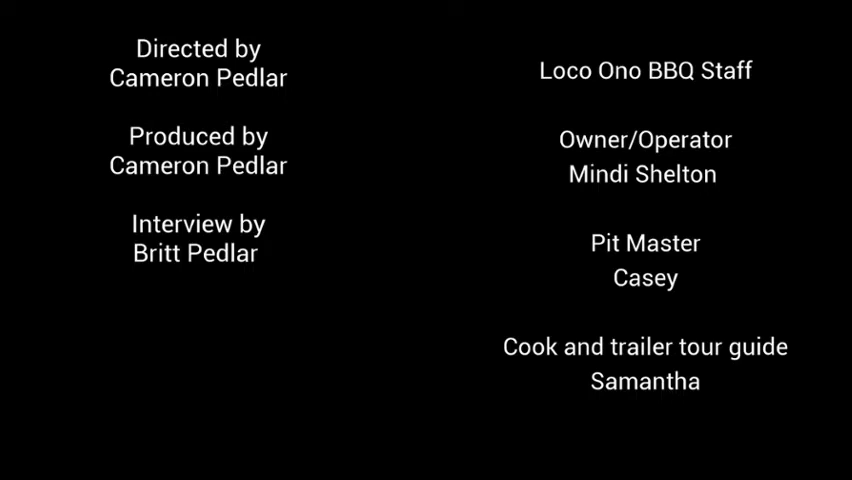 Directed by
Cameron Pedlar
Produced by
Cameron Pedlar
Interview by
Britt Pedlar
Loco Ono BBQ Staff
Owner/Operator
Mindi Shelton
Pit Master
Casey
Cook and trailer tour guide
Samantha